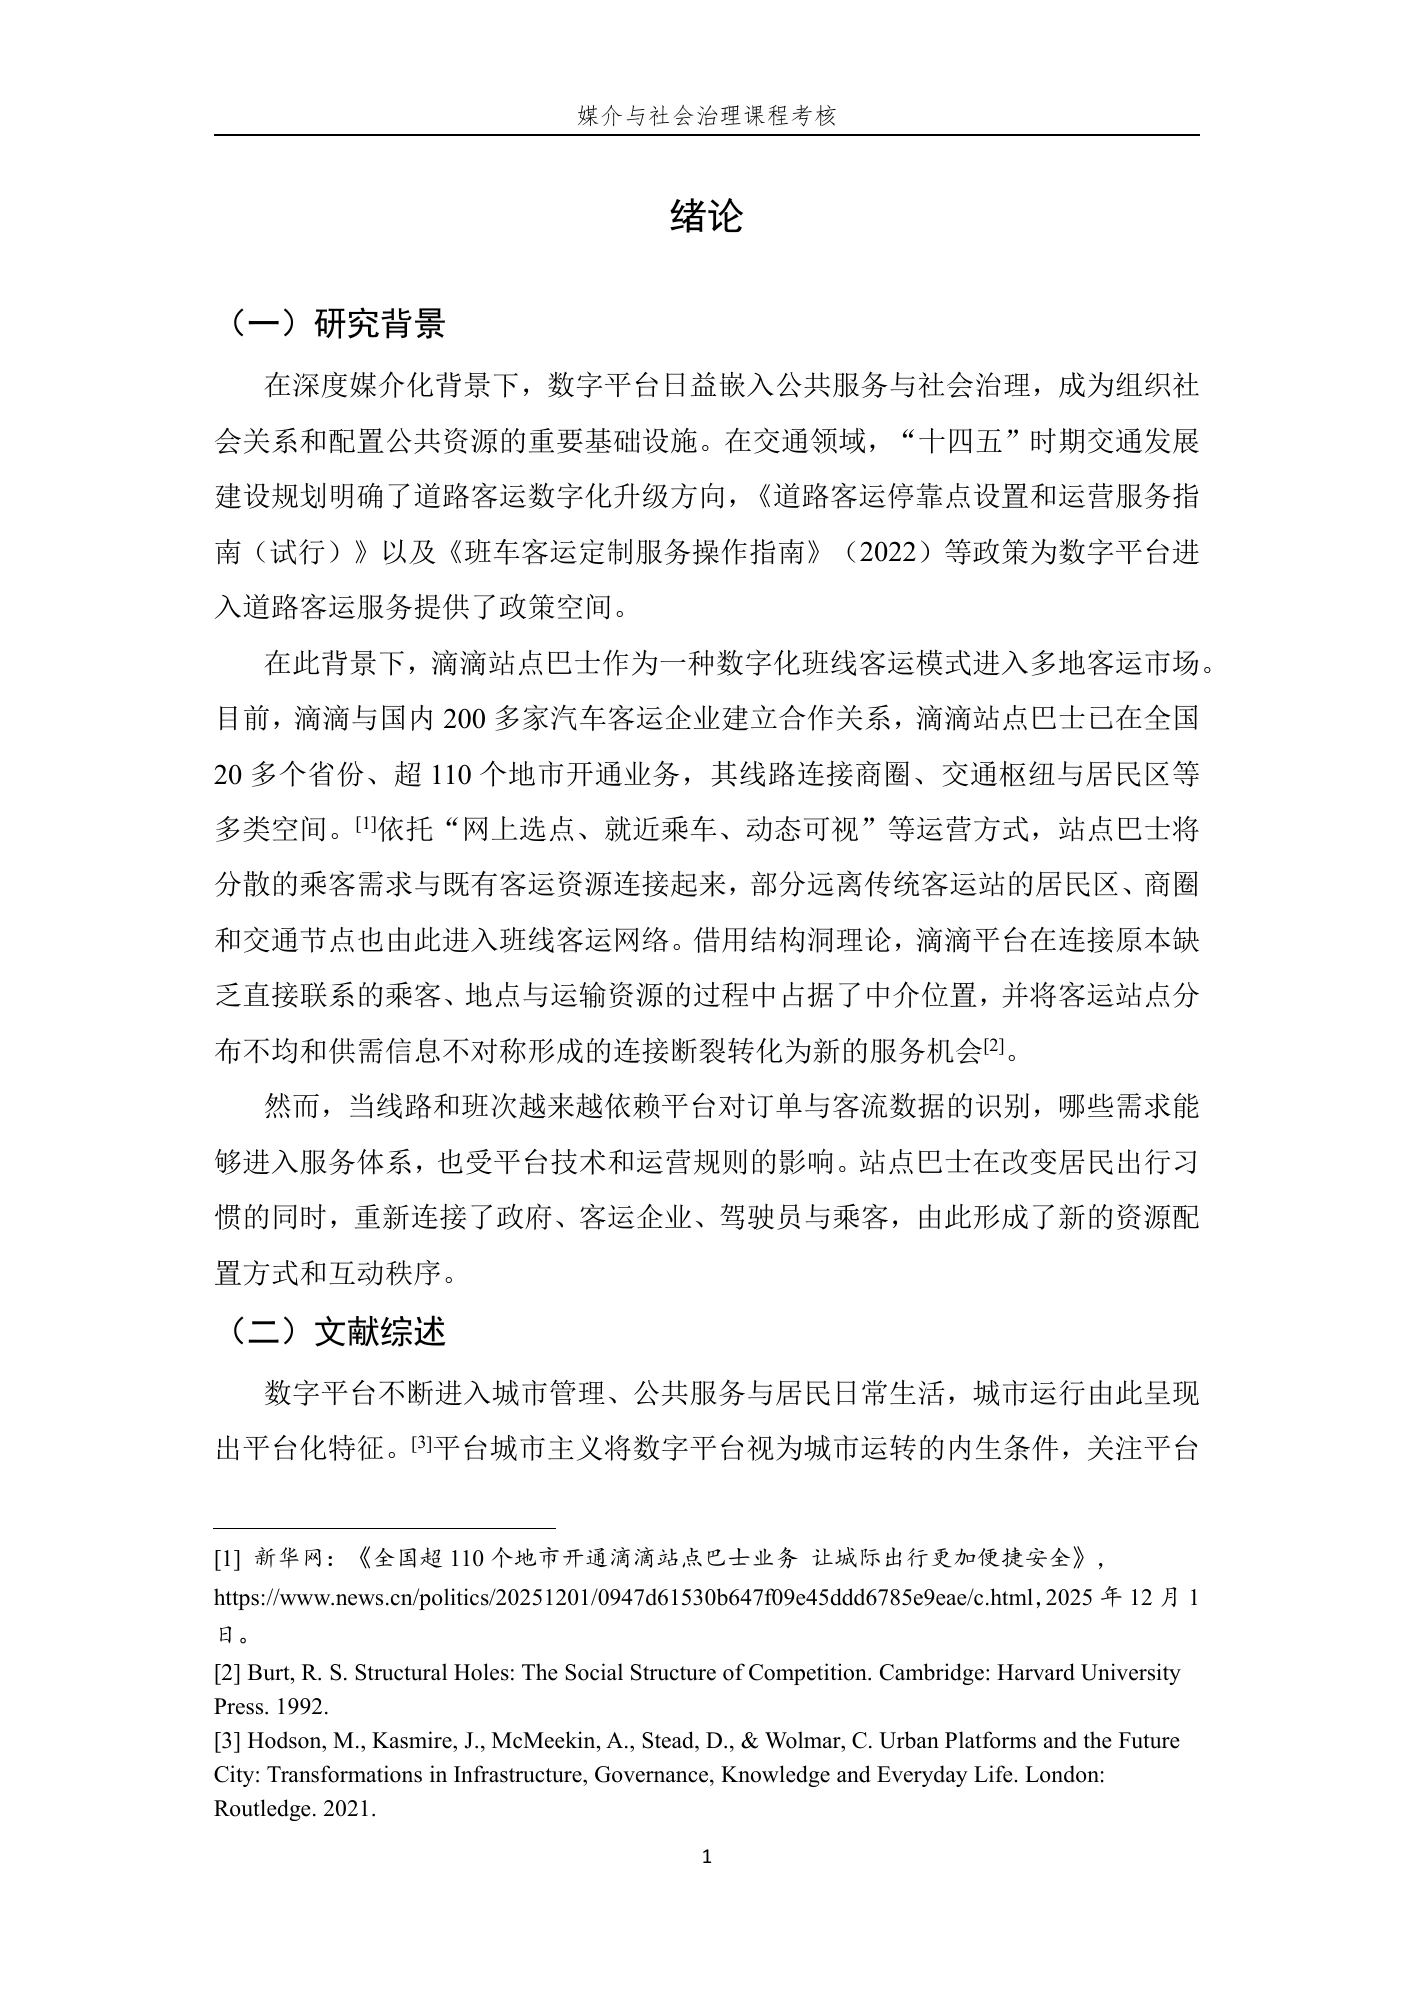 媒介与社会治理课程考核
绪论
（一）研究背景
在深度媒介化背景下，数字平台日益嵌入公共服务与社会治理，成为组织社
会关系和配置公共资源的重要基础设施。在交通领域，“十四五”时期交通发展
建设规划明确了道路客运数字化升级方向，《道路客运停靠点设置和运营服务指
南（试行）》以及《班车客运定制服务操作指南》（2022）等政策为数字平台进
入道路客运服务提供了政策空间。
在此背景下，滴滴站点巴士作为一种数字化班线客运模式进入多地客运市场。
目前，滴滴与国内 200 多家汽车客运企业建立合作关系，滴滴站点巴士已在全国
20 多个省份、超 110 个地市开通业务，其线路连接商圈、交通枢纽与居民区等
多类空间。[1]依托“网上选点、就近乘车、动态可视”等运营方式，站点巴士将
分散的乘客需求与既有客运资源连接起来，部分远离传统客运站的居民区、商圈
和交通节点也由此进入班线客运网络。借用结构洞理论，滴滴平台在连接原本缺
乏直接联系的乘客、地点与运输资源的过程中占据了中介位置，并将客运站点分
布不均和供需信息不对称形成的连接断裂转化为新的服务机会[2]。
然而，当线路和班次越来越依赖平台对订单与客流数据的识别，哪些需求能
够进入服务体系，也受平台技术和运营规则的影响。站点巴士在改变居民出行习
惯的同时，重新连接了政府、客运企业、驾驶员与乘客，由此形成了新的资源配
置方式和互动秩序。
（二）文献综述
数字平台不断进入城市管理、公共服务与居民日常生活，城市运行由此呈现
出平台化特征。[3]平台城市主义将数字平台视为城市运转的内生条件，关注平台
[1] 新华网：《全国超 110 个地市开通滴滴站点巴士业务 让城际出行更加便捷安全》，
https://www.news.cn/politics/20251201/0947d61530b647f09e45ddd6785e9eae/c.html，2025 年 12 月 1
日。
[2] Burt, R. S. Structural Holes: The Social Structure of Competition. Cambridge: Harvard University
Press. 1992.
[3] Hodson, M., Kasmire, J., McMeekin, A., Stead, D., & Wolmar, C. Urban Platforms and the Future
City: Transformations in Infrastructure, Governance, Knowledge and Everyday Life. London:
Routledge. 2021.
1